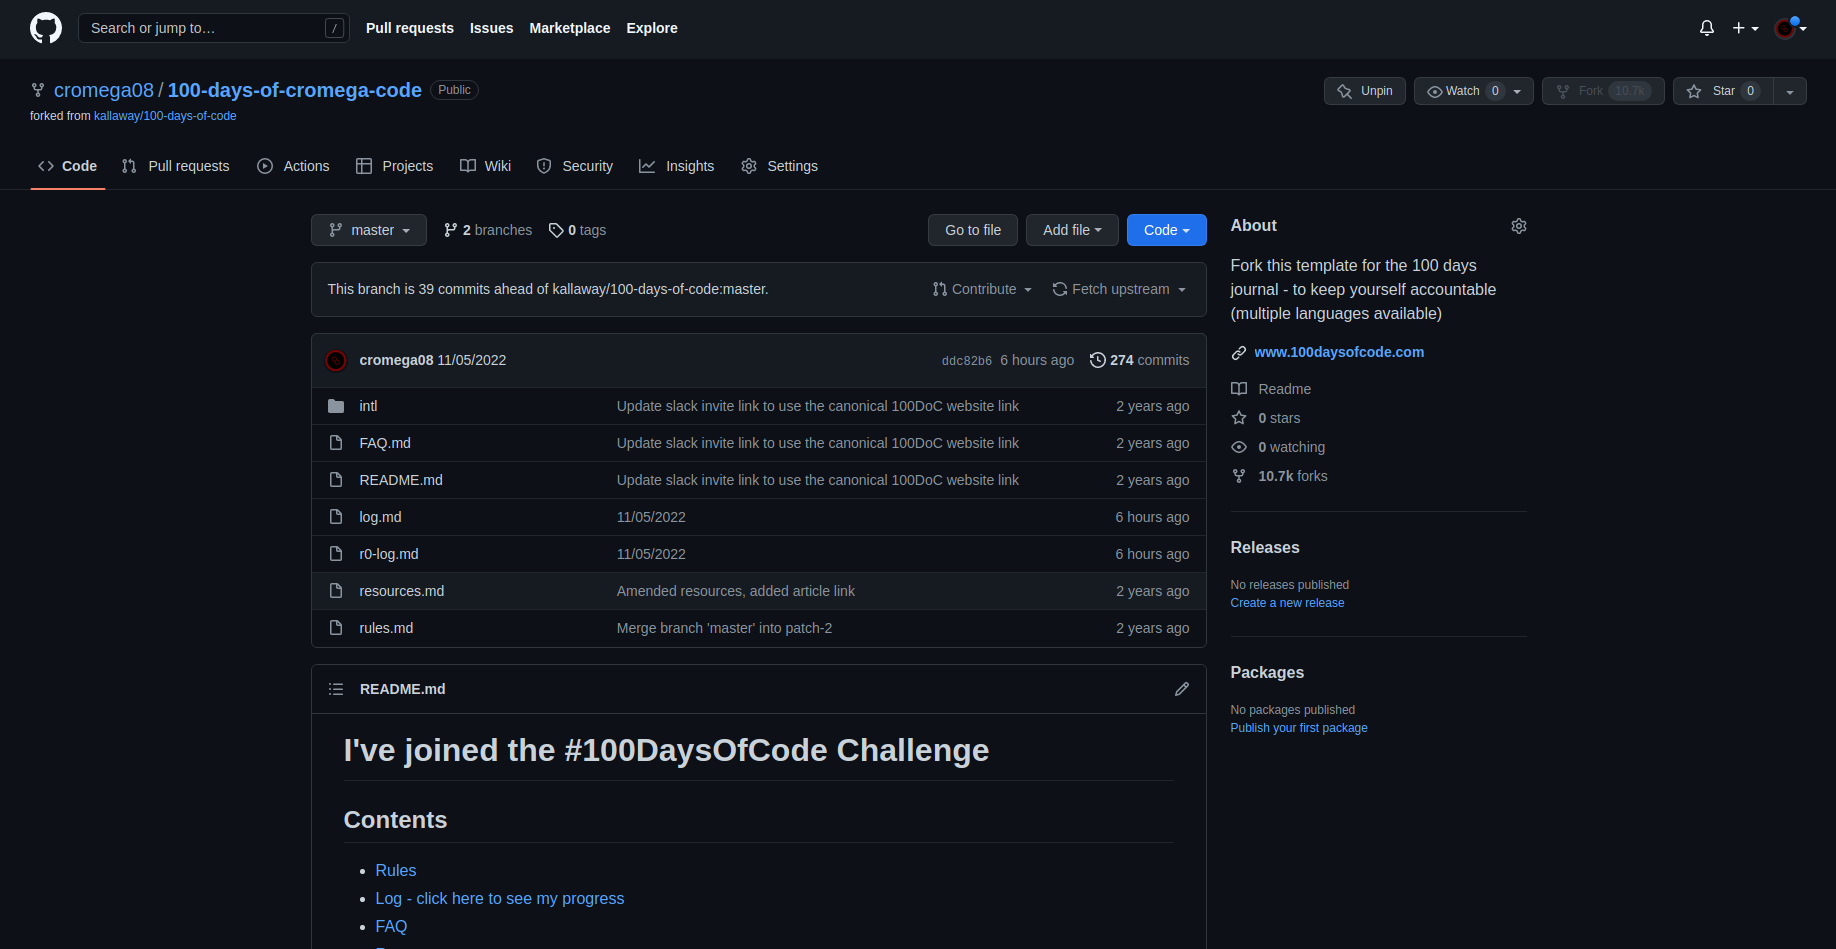 Search or jump to… /
Pull requests Issues Marketplace Explore
cromega08 / 100-days-of-cromega-code Public
forked from kallaway/100-days-of-code
Unpin Watch 0 Fork 10.7k Star 0
Code Pull requests Actions Projects Wiki Security Insights Settings
master 2 branches 0 tags Go to file Add file Code
This branch is 39 commits ahead of kallaway/100-days-of-code:master. Contribute Fetch upstream
cromega08 11/05/2022 ddc82b6 6 hours ago 274 commits
intl Update slack invite link to use the canonical 100DoC website link 2 years ago
FAQ.md Update slack invite link to use the canonical 100DoC website link 2 years ago
README.md Update slack invite link to use the canonical 100DoC website link 2 years ago
log.md 11/05/2022 6 hours ago
r0-log.md 11/05/2022 6 hours ago
resources.md Amended resources, added article link 2 years ago
rules.md Merge branch 'master' into patch-2 2 years ago
README.md
I've joined the #100DaysOfCode Challenge
Contents
Rules
Log - click here to see my progress
FAQ
About
Fork this template for the 100 days
journal - to keep yourself accountable
(multiple languages available)
www.100daysofcode.com
Readme
0 stars
0 watching
10.7k forks
Releases
No releases published
Create a new release
Packages
No packages published
Publish your first package